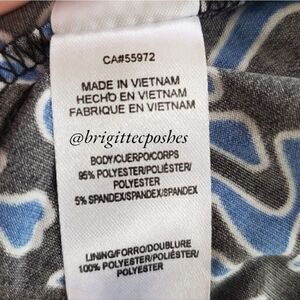 CA#55972
MADE IN VIETNAM
HECHO EN VIETNAM
FABRIQUE EN VIETNAM
@brigittecposhes
BODY/CUERPO/CORPS
95% POLYESTER/POLIÉSTER/
POLYESTER
5% SPANDEX/SPANDEX/SPANDEX
LINING/FORRO/DOUBLURE
100% POLYESTER/POLIÉSTER/
POLYESTER